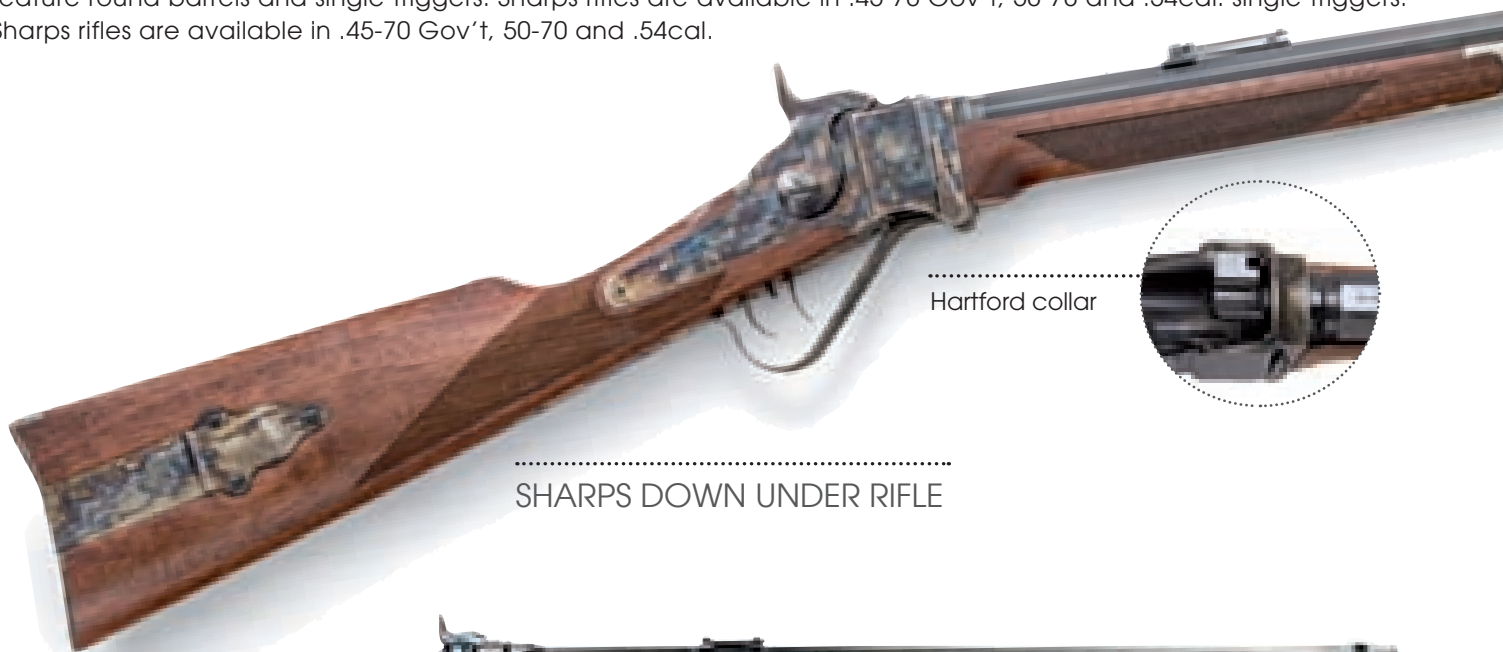 feature round barrels and single triggers. Sharps rifles are available in .45-70 Gov't, 50-70 and .54cal. single triggers.
Sharps rifles are available in .45-70 Gov't, 50-70 and .54cal.
Hartford collar
SHARPS DOWN UNDER RIFLE